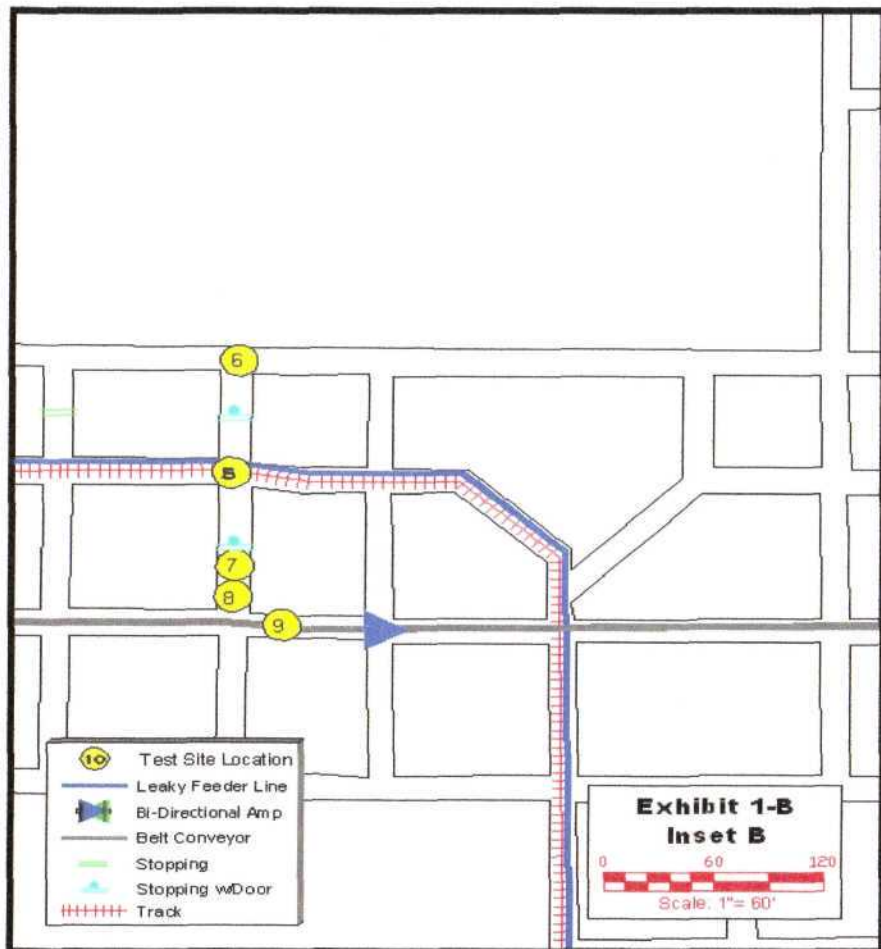 6
5
7
8
9
10 Test Site Location
Leaky Feeder Line
Bi-Directional Amp
Belt Conveyor
Stopping
Stopping w/Door
Track
Exhibit 1-B
Inset B
0 60 120
Scale: 1"= 60'